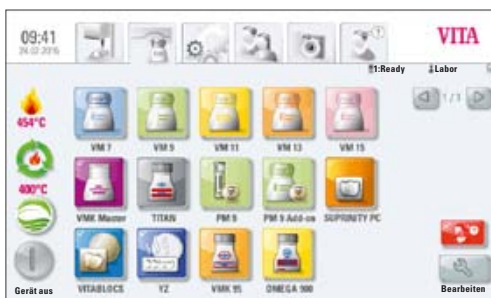 09:41
24.02.2015
VITA
1:Ready Labor
1/1
454°C
VM 7 VM 9 VM 11 VM 13 VM 15
400°C
VMK Master TITAN PM 9 PM 9 Add-on SUPRINITY PC
VITABLOCS YZ VMK 95 OMEGA 900
Gerät aus
Bearbeiten